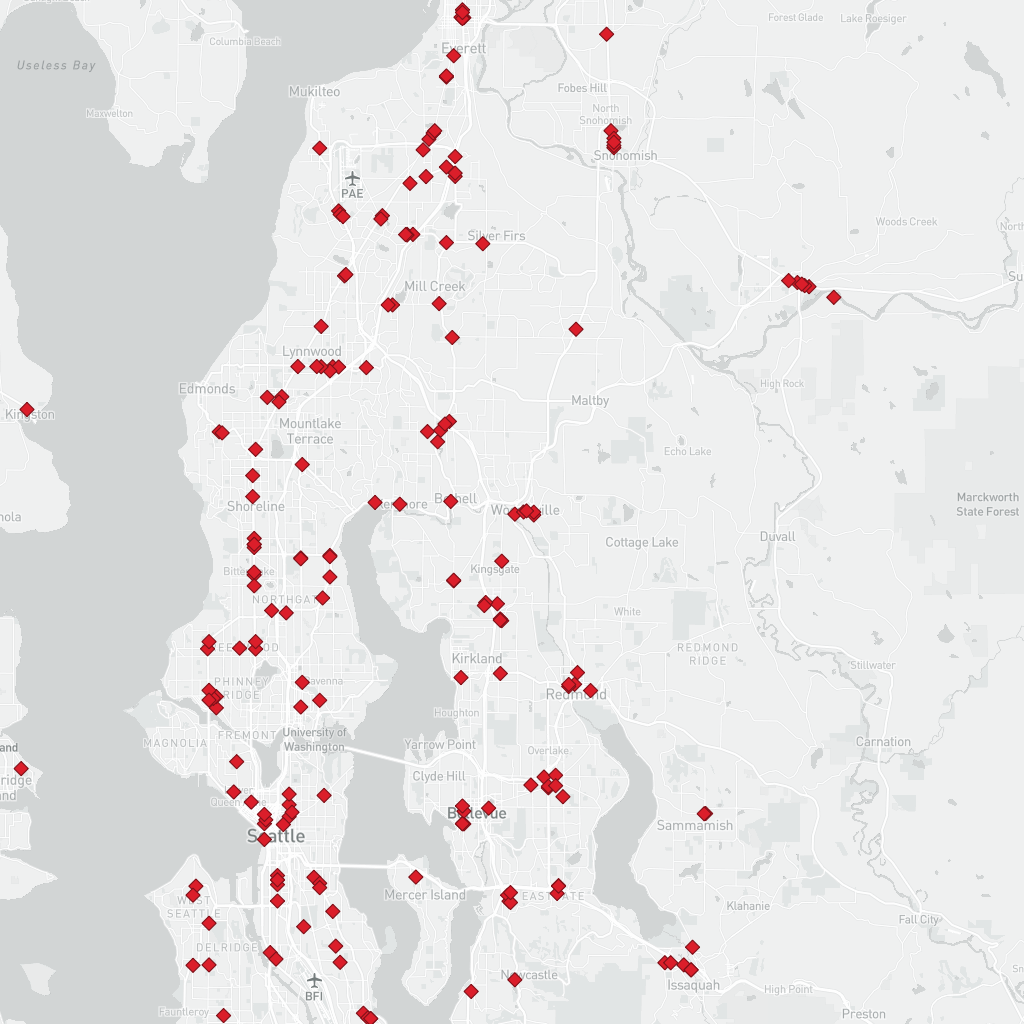 Forest Glade
Lake Roesiger
Columbia Beach
Everett
Useless Bay
Mukilteo
Fobes Hill
Maxwelton
North
Snohomish
Snohomish
PAE
Woods Creek
Silver Firs
Mill Creek
Lynnwood
Edmonds
High Rock
Kingston
Maltby
Mountlake
Terrace
Echo Lake
Shoreline
Marckworth
State Forest
Duvall
Cottage Lake
Kingsgate
NORTHGATE
White
REDMOND
RIDGE
Kirkland
Stillwater
PHINNEY
RIDGE
Redmond
Houghton
FREMONT
University of
Washington
MAGNOLIA
Yarrow Point
Carnation
Overlake
Clyde Hill
Bellevue
Sammamish
Seattle
Mercer Island
EASTGATE
WEST
SEATTLE
Klahanie
Fall City
DELRIDGE
Newcastle
BFI
Issaquah
High Point
Fauntleroy
Preston